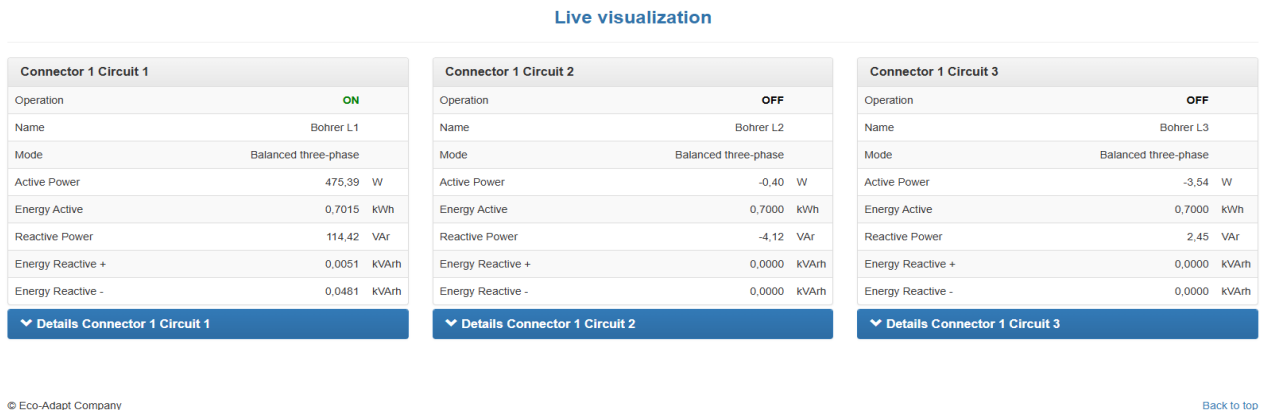 Live visualization
Connector 1 Circuit 1
Operation ON
Name Bohrer L1
Mode Balanced three-phase
Active Power 475,39 W
Energy Active 0,7015 kWh
Reactive Power 114,42 VAr
Energy Reactive + 0,0051 kVArh
Energy Reactive - 0,0481 kVArh
Details Connector 1 Circuit 1
Connector 1 Circuit 2
Operation OFF
Name Bohrer L2
Mode Balanced three-phase
Active Power -0,40 W
Energy Active 0,7000 kWh
Reactive Power -4,12 VAr
Energy Reactive + 0,0000 kVArh
Energy Reactive - 0,0000 kVArh
Details Connector 1 Circuit 2
Connector 1 Circuit 3
Operation OFF
Name Bohrer L3
Mode Balanced three-phase
Active Power -3,54 W
Energy Active 0,7000 kWh
Reactive Power 2,45 VAr
Energy Reactive + 0,0000 kVArh
Energy Reactive - 0,0000 kVArh
Details Connector 1 Circuit 3
© Eco-Adapt Company
Back to top